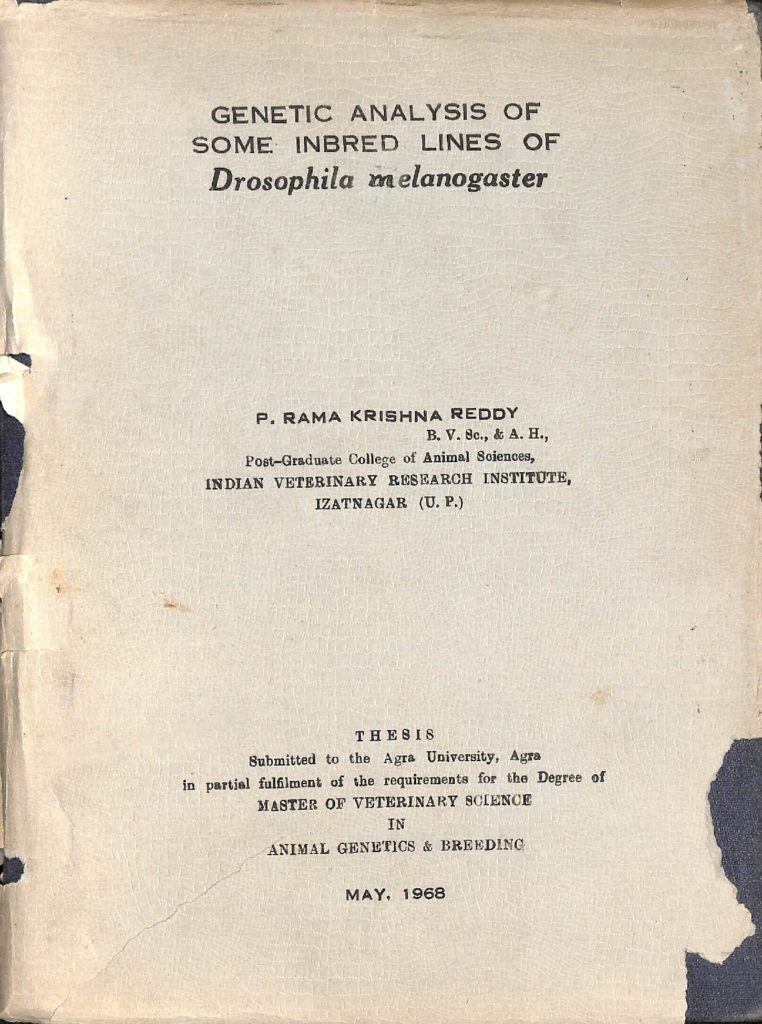 GENETIC ANALYSIS OF
SOME INBRED LINES OF
Drosophila melanogaster
P. RAMA KRISHNA REDDY
B. V. Sc., & A. H.,
Post-Graduate College of Animal Sciences,
INDIAN VETERINARY RESEARCH INSTITUTE,
IZATNAGAR (U. P.)
THESIS
Submitted to the Agra University, Agra
in partial fulfilment of the requirements for the Degree of
MASTER OF VETERINARY SCIENCE
IN
ANIMAL GENETICS & BREEDING
MAY, 1968